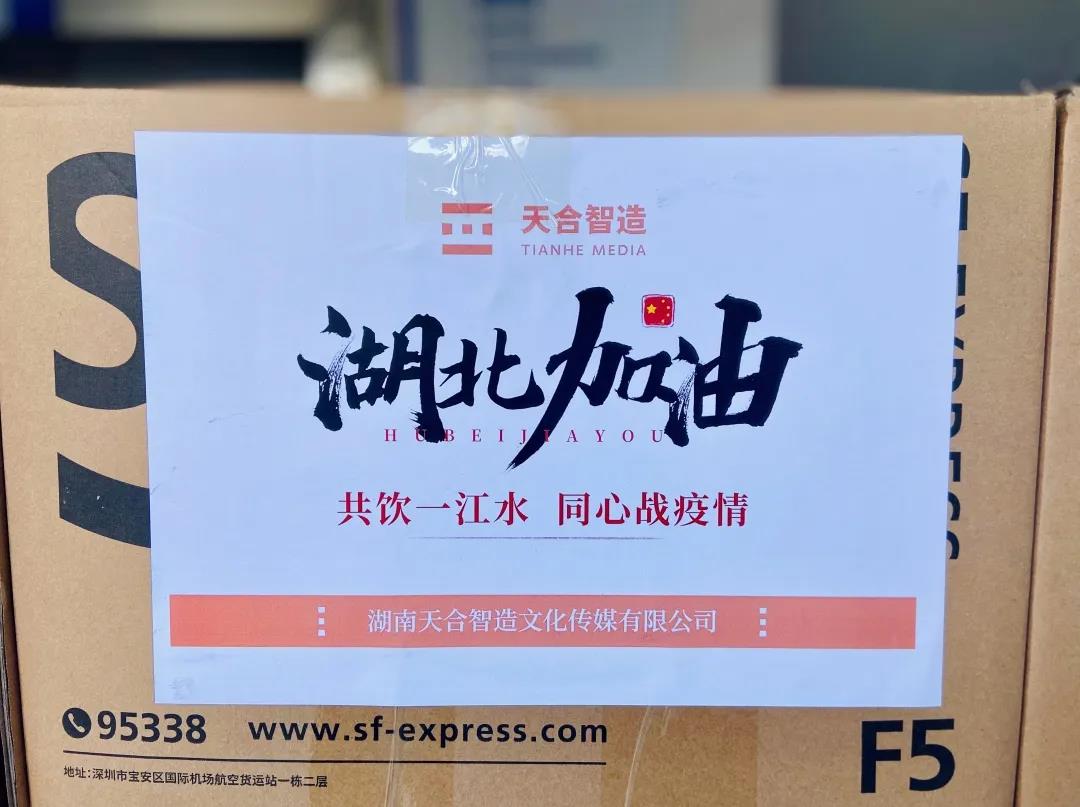 天合智造
TIANHE MEDIA
湖北加油
HUBEIJIAYOU
共饮一江水 同心战疫情
湖南天合智造文化传媒有限公司
95338 www.sf-express.com
地址:深圳市宝安区国际机场航空货运站一栋二层
F5
S
SF EXPRESS